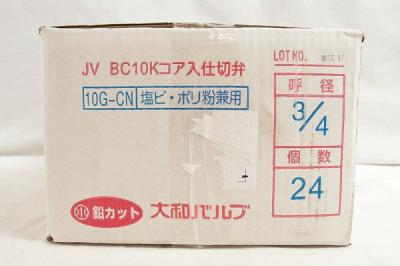 JV BC10Kコア入仕切弁
10G-CN 塩ビ・ポリ粉兼用
LOT NO.
呼径
3/4
個数
24
鉛カット 大和バルブ